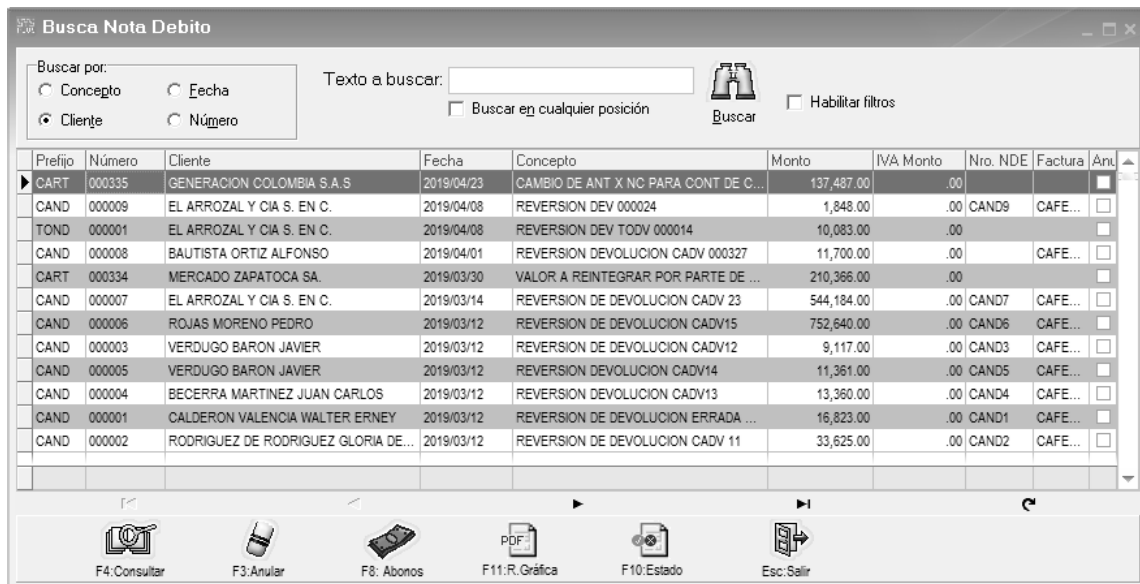 Busca Nota Debito
Buscar por:
Concepto Fecha
Cliente Número
Texto a buscar:
Buscar en cualquier posición
Buscar
Habilitar filtros
Prefijo Número Cliente Fecha Concepto Monto IVA Monto Nro. NDE Factura Anu
CART 000335 GENERACION COLOMBIA S.A.S 2019/04/23 CAMBIO DE ANT X NC PARA CONT DE C... 137,487.00 .00
CAND 000009 EL ARROZAL Y CIA S. EN C. 2019/04/08 REVERSION DEV 000024 1,848.00 .00 CAND9 CAFE...
TOND 000001 EL ARROZAL Y CIA S. EN C. 2019/04/08 REVERSION DEV TODV 000014 10,083.00 .00
CAND 000008 BAUTISTA ORTIZ ALFONSO 2019/04/01 REVERSION DEVOLUCION CADV 000327 11,700.00 .00 CAFE...
CART 000334 MERCADO ZAPATOCA SA. 2019/03/30 VALOR A REINTEGRAR POR PARTE DE ... 210,366.00 .00
CAND 000007 EL ARROZAL Y CIA S. EN C. 2019/03/14 REVERSION DE DEVOLUCION CADV 23 544,184.00 .00 CAND7 CAFE...
CAND 000006 ROJAS MORENO PEDRO 2019/03/12 REVERSION DE DEVOLUCION CADV15 752,640.00 .00 CAND6 CAFE...
CAND 000003 VERDUGO BARON JAVIER 2019/03/12 REVERSION DE DEVOLUCION CADV12 9,117.00 .00 CAND3 CAFE...
CAND 000005 VERDUGO BARON JAVIER 2019/03/12 REVERSION DE DEVOLUCION CADV14 11,361.00 .00 CAND5 CAFE...
CAND 000004 BECERRA MARTINEZ JUAN CARLOS 2019/03/12 REVERSION DE DEVOLUCION CADV13 13,360.00 .00 CAND4 CAFE...
CAND 000001 CALDERON VALENCIA WALTER ERNEY 2019/03/12 REVERSION DE DEVOLUCION ERRADA ... 16,823.00 .00 CAND1 CAFE...
CAND 000002 RODRIGUEZ DE RODRIGUEZ GLORIA DE... 2019/03/12 REVERSION DE DEVOLUCION CADV 11 33,625.00 .00 CAND2 CAFE...
PDF
F4:Consultar F3:Anular F8: Abonos F11:R.Gráfica F10:Estado Esc:Salir